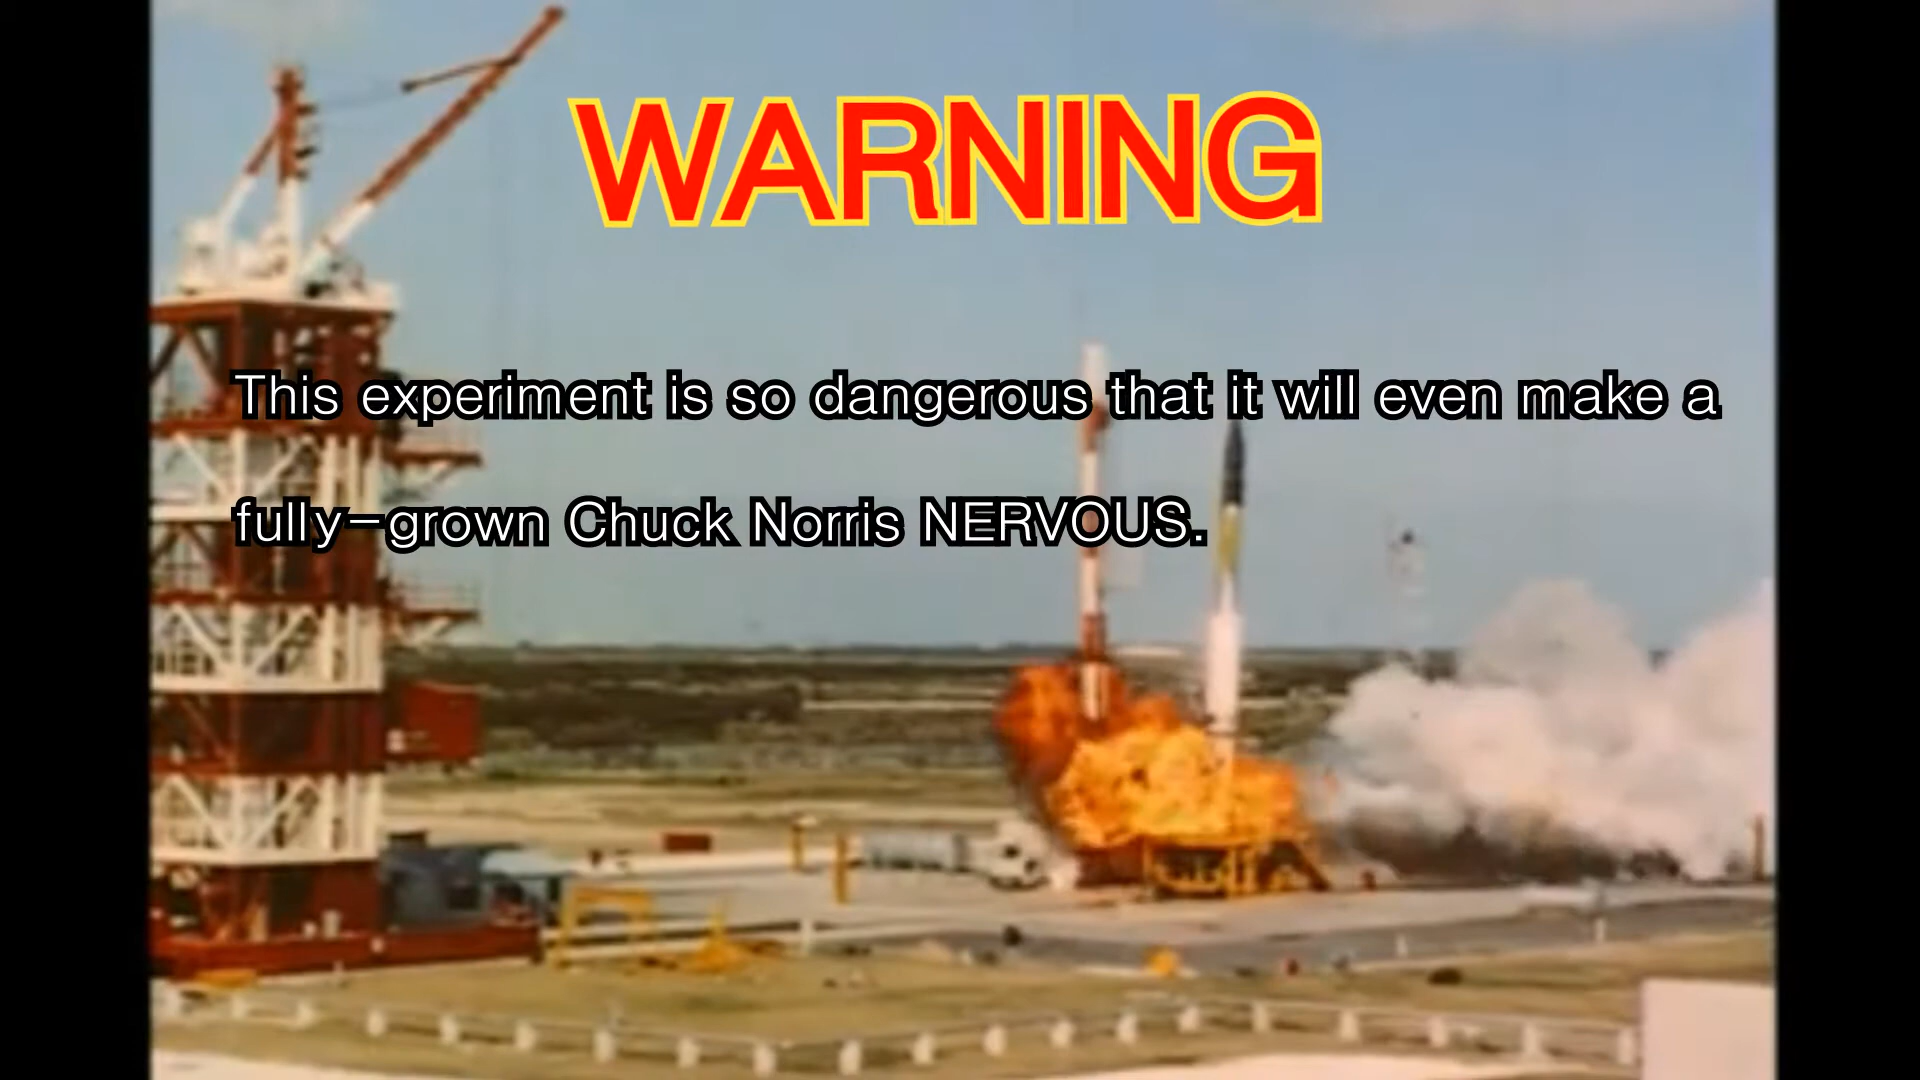 WARNING
This experiment is so dangerous that it will even make a
fully-grown Chuck Norris NERVOUS.